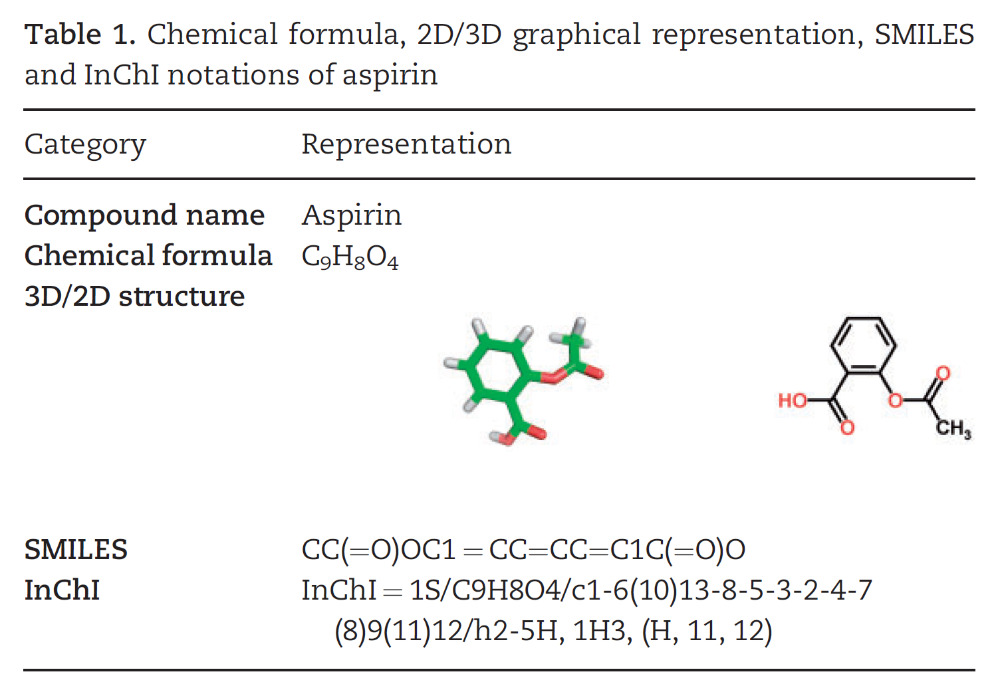 Table 1. Chemical formula, 2D/3D graphical representation, SMILES
and InChI notations of aspirin
Category Representation
Compound name Aspirin
Chemical formula C₉H₈O₄
3D/2D structure
HO O O O CH₃
SMILES CC(=O)OC1 = CC=CC=C1C(=O)O
InChI InChI = 1S/C9H8O4/c1-6(10)13-8-5-3-2-4-7
(8)9(11)12/h2-5H, 1H3, (H, 11, 12)